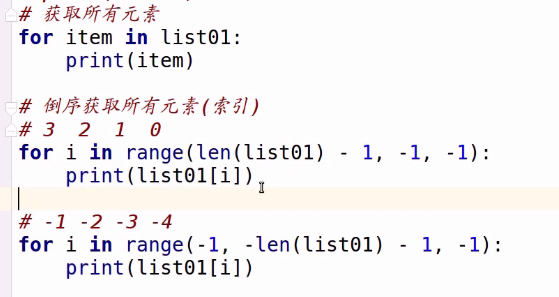 # 获取所有元素
for item in list01:
    print(item)
# 倒序获取所有元素(索引)
# 3  2  1  0
for i in range(len(list01) - 1, -1, -1):
    print(list01[i])
# -1 -2 -3 -4
for i in range(-1, -len(list01) - 1, -1):
    print(list01[i])